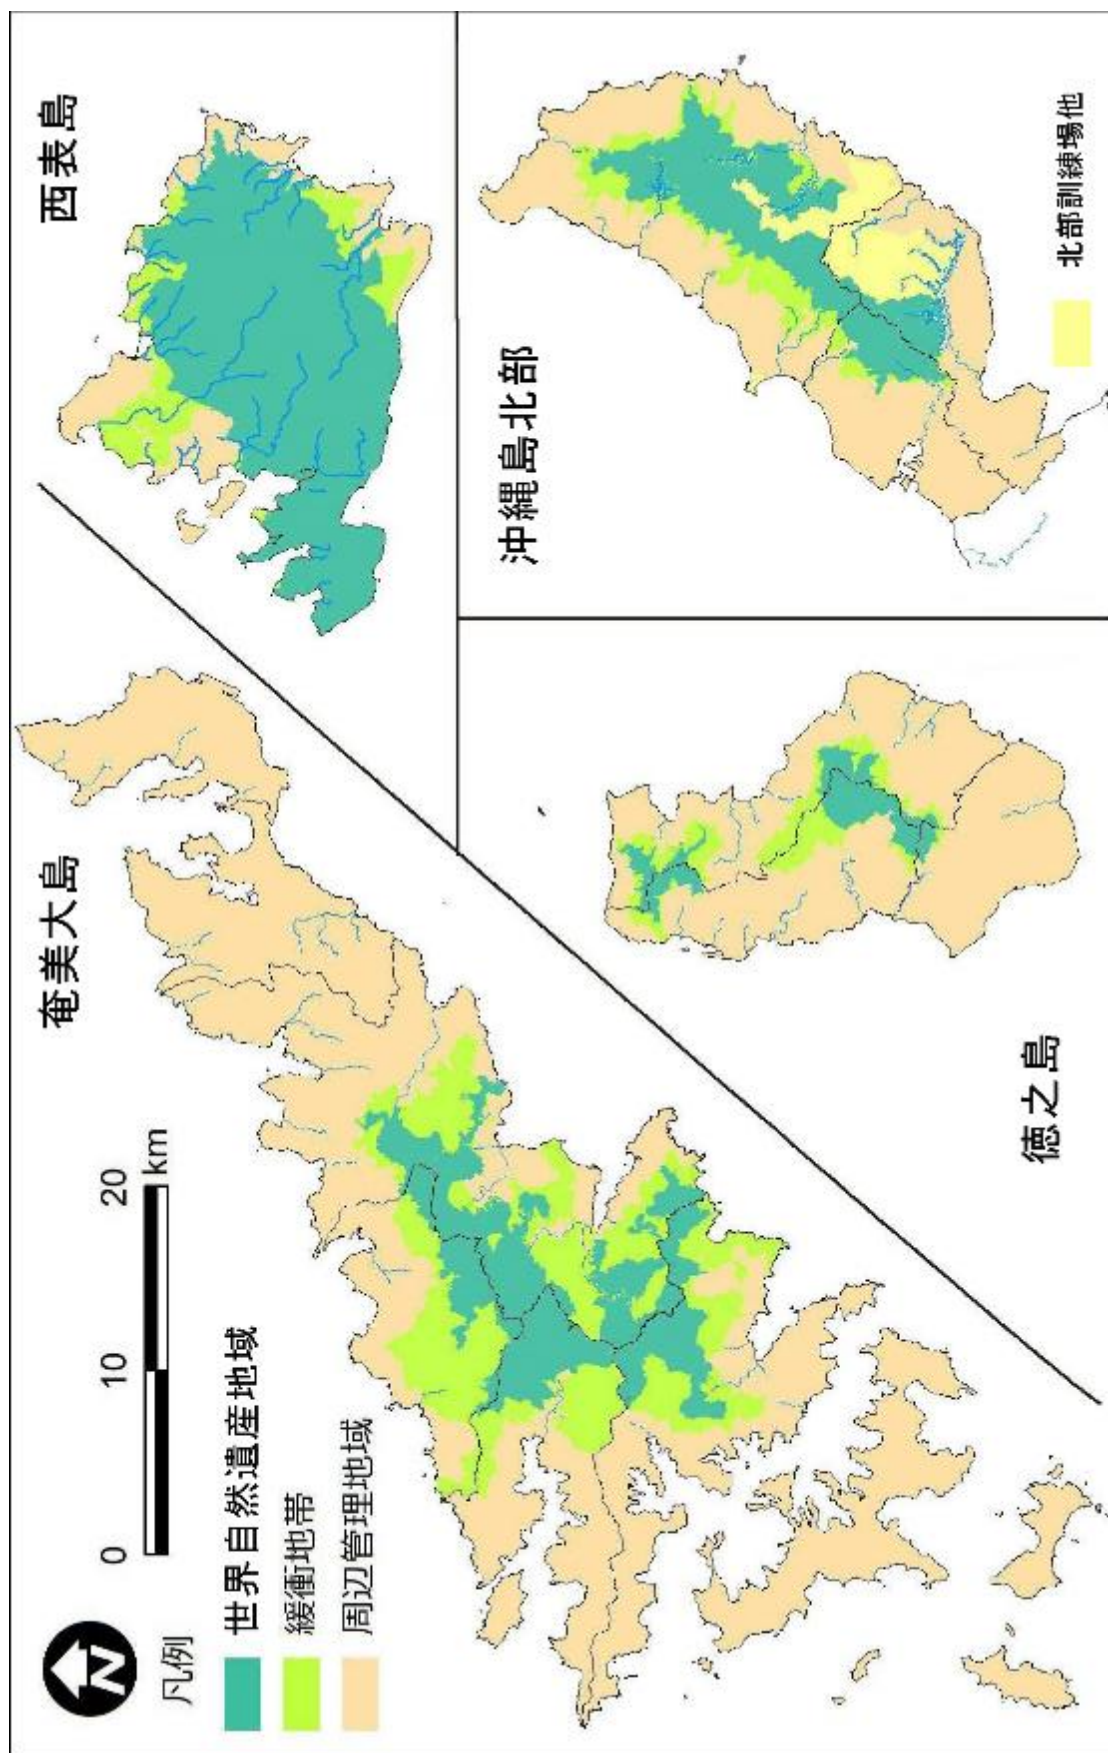 奄美大島
西表島
沖縄島北部
徳之島
0 10 20 km
N
凡例
世界自然遺産地域
緩衝地帯
周辺管理地域
北部訓練場他